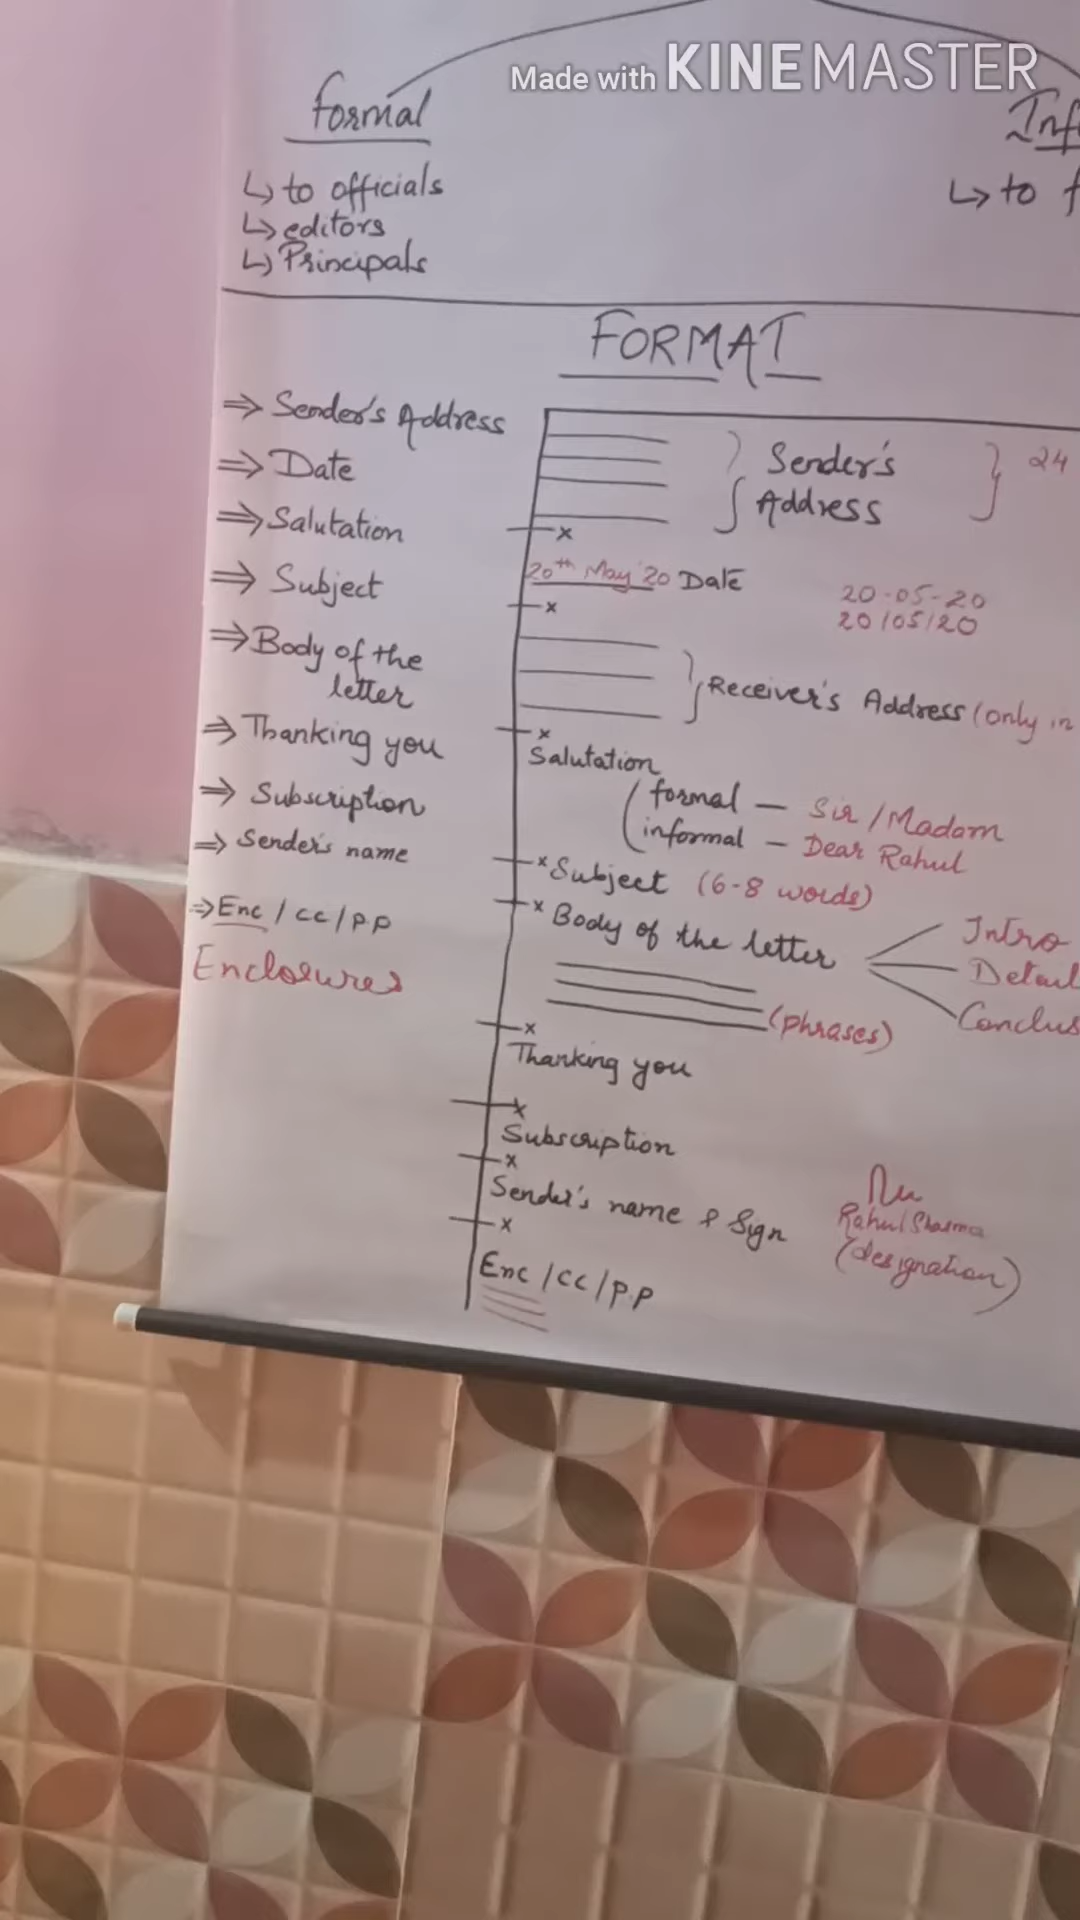 Made with KINEMASTER
formal
Inf
↳ to officials
↳ editors
↳ Principals
↳ to f
FORMAT
⇒ Sender's Address
⇒ Date
⇒ Salutation
⇒ Subject
⇒ Body of the
letter
⇒ Thanking you
⇒ Subscription
⇒ Sender's name
⇒ Enc / cc / p.p
Enclosures
Sender's
Address
24
20th May'20 Date
20-05-20
20/05/20
Receiver's Address (only in
Salutation
formal — Sir / Madam
informal — Dear Rahul
Subject (6-8 words)
Body of the letter
Intro
Detail
Conclus
(phrases)
Thanking you
Subscription
Sender's name & Sign
Rahul Sharma
(designation)
Enc / cc / p.p